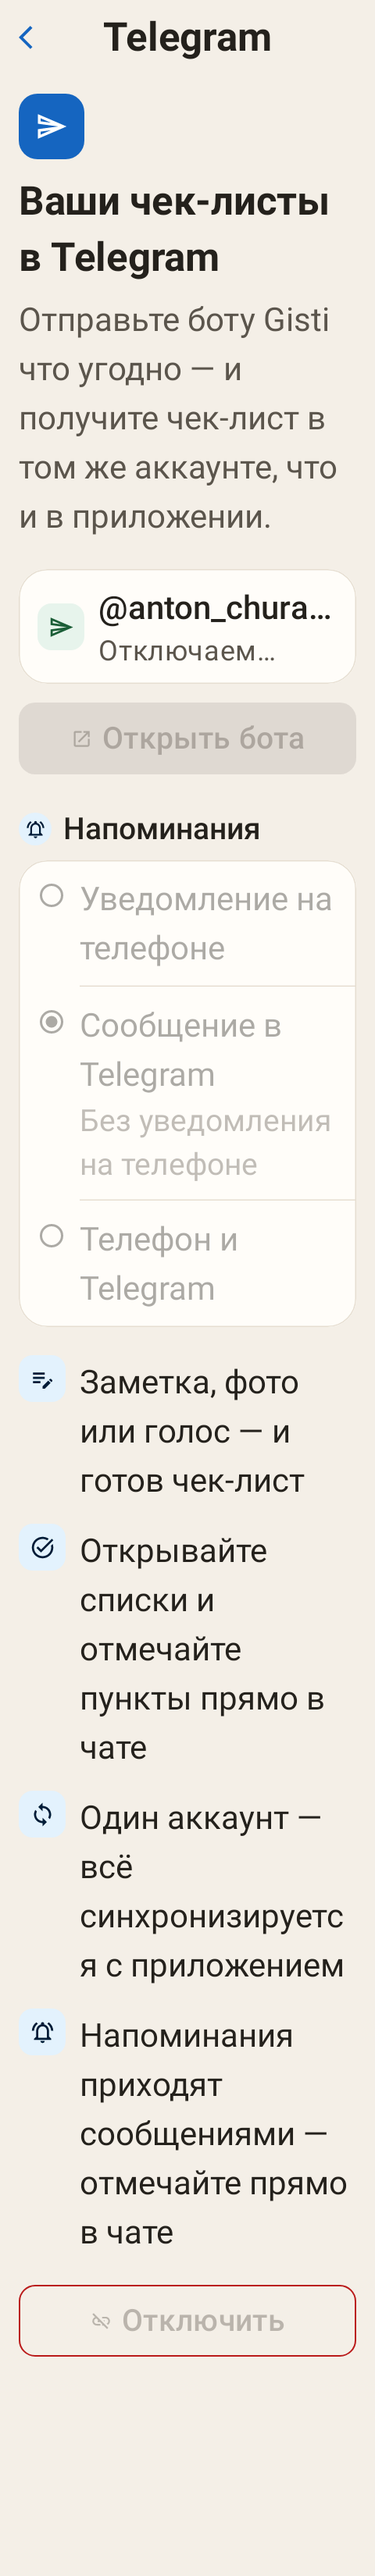 Telegram
Ваши чек-листы
в Telegram
Отправьте боту Gisti
что угодно — и
получите чек-лист в
том же аккаунте, что
и в приложении.
@anton_chura...
Отключаем...
Открыть бота
Напоминания
Уведомление на
телефоне
Сообщение в
Telegram
Без уведомления
на телефоне
Телефон и
Telegram
Заметка, фото
или голос — и
готов чек-лист
Открывайте
списки и
отмечайте
пункты прямо в
чате
Один аккаунт —
всё
синхронизируетс
я с приложением
Напоминания
приходят
сообщениями —
отмечайте прямо
в чате
Отключить